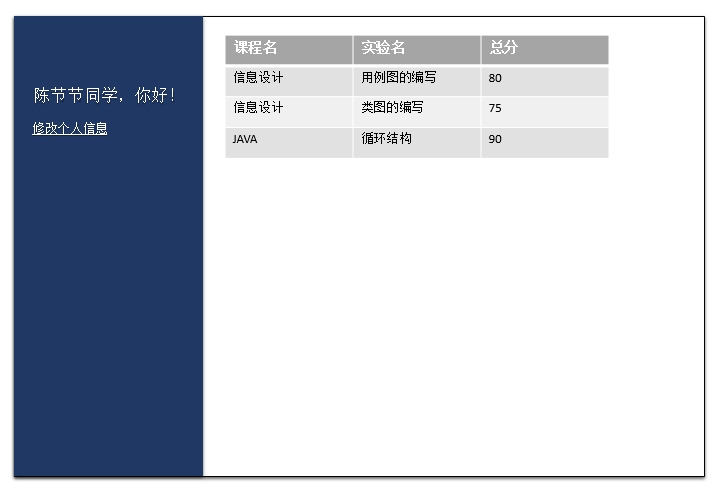 陈节节同学，你好！
修改个人信息
课程名 实验名 总分
信息设计 用例图的编写 80
信息设计 类图的编写 75
JAVA 循环结构 90